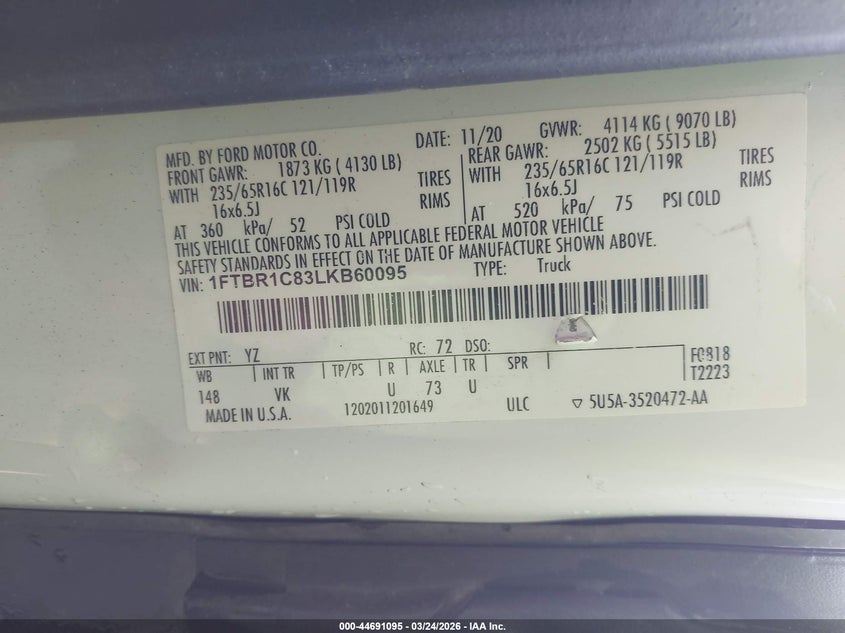 MFD. BY FORD MOTOR CO. DATE: 11/20 GVWR: 4114 KG ( 9070 LB)
FRONT GAWR: 1873 KG ( 4130 LB) REAR GAWR: 2502 KG ( 5515 LB)
WITH 235/65R16C 121/119R TIRES WITH 235/65R16C 121/119R TIRES
16x6.5J RIMS 16x6.5J RIMS
AT 360 kPa/ 52 PSI COLD AT 520 kPa/ 75 PSI COLD
THIS VEHICLE CONFORMS TO ALL APPLICABLE FEDERAL MOTOR VEHICLE
SAFETY STANDARDS IN EFFECT ON THE DATE OF MANUFACTURE SHOWN ABOVE.
VIN: 1FTBR1C83LKB60095 TYPE: Truck
EXT PNT: YZ RC: 72 DSO:
WB INT TR TP/PS R AXLE TR SPR F0818
148 VK U 73 U T2223
MADE IN U.S.A. 1202011201649 ULC ▽ 5U5A-3520472-AA
000-44691095 - 03/24/2026 - IAA Inc.